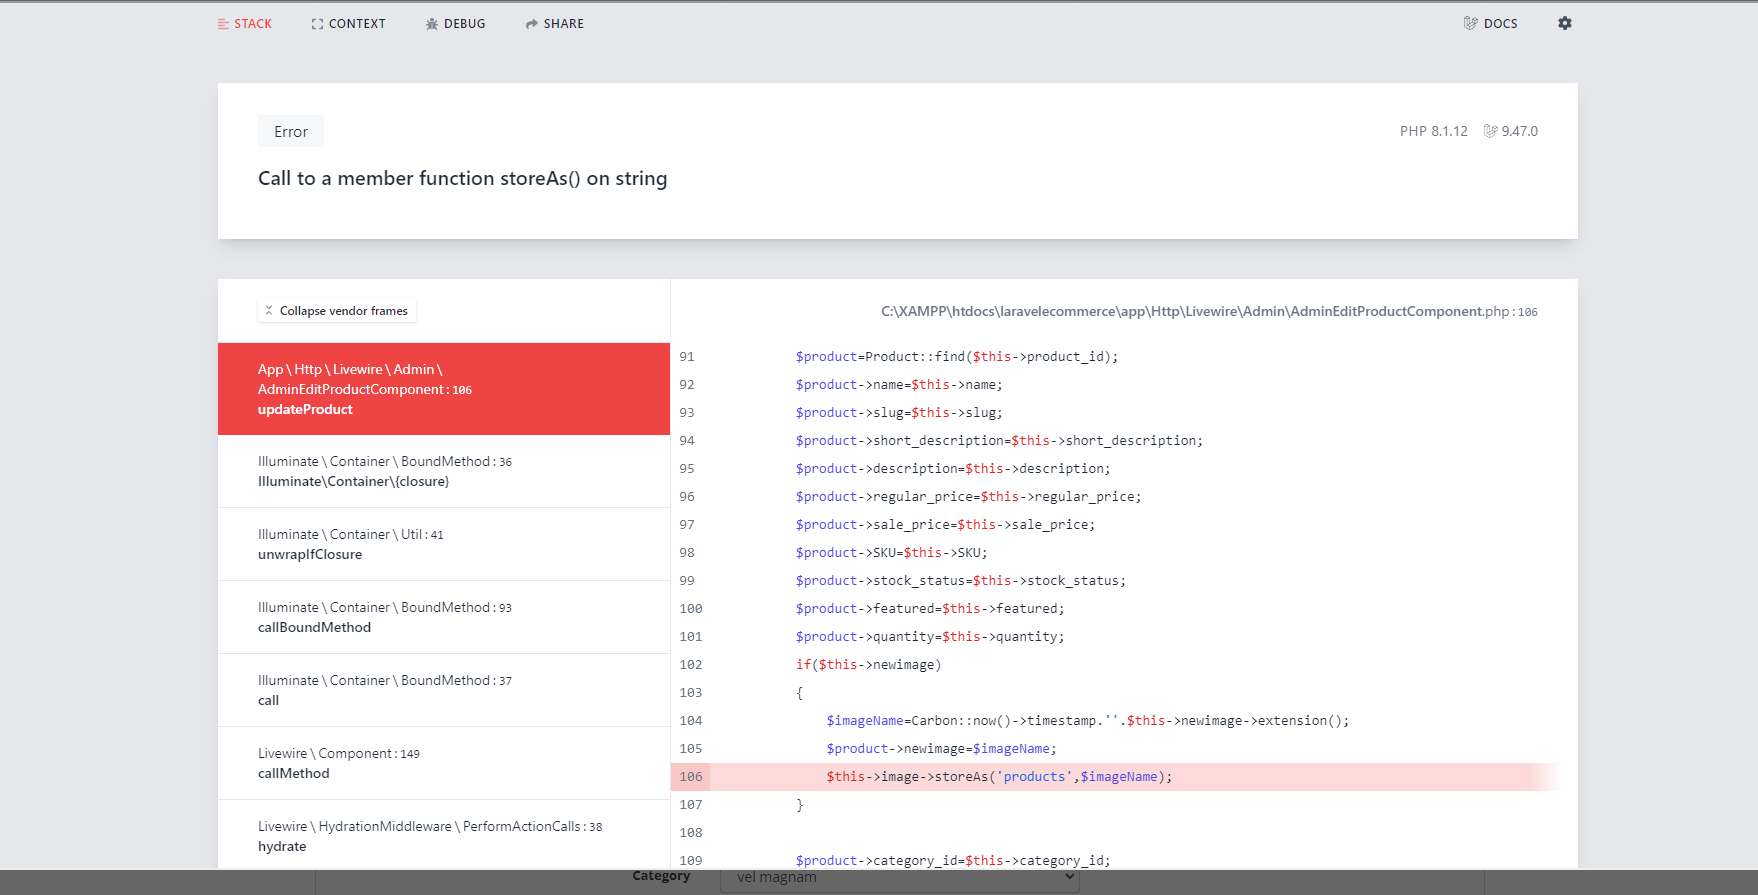 STACK CONTEXT DEBUG SHARE DOCS
Error
PHP 8.1.12 9.47.0
Call to a member function storeAs() on string
Collapse vendor frames
C:\XAMPP\htdocs\laravelecommerce\app\Http\Livewire\Admin\AdminEditProductComponent.php:106
App \ Http \ Livewire \ Admin \
AdminEditProductComponent:106
updateProduct
Illuminate \ Container \ BoundMethod:36
Illuminate\Container\{closure}
Illuminate \ Container \ Util:41
unwrapIfClosure
Illuminate \ Container \ BoundMethod:93
callBoundMethod
Illuminate \ Container \ BoundMethod:37
call
Livewire \ Component:149
callMethod
Livewire \ HydrationMiddleware \ PerformActionCalls:38
hydrate
91 $product=Product::find($this->product_id);
92 $product->name=$this->name;
93 $product->slug=$this->slug;
94 $product->short_description=$this->short_description;
95 $product->description=$this->description;
96 $product->regular_price=$this->regular_price;
97 $product->sale_price=$this->sale_price;
98 $product->SKU=$this->SKU;
99 $product->stock_status=$this->stock_status;
100 $product->featured=$this->featured;
101 $product->quantity=$this->quantity;
102 if($this->newimage)
103 {
104 $imageName=Carbon::now()->timestamp.''.$this->newimage->extension();
105 $product->newimage=$imageName;
106 $this->image->storeAs('products',$imageName);
107 }
108
109 $product->category_id=$this->category_id;
Category vel magnam